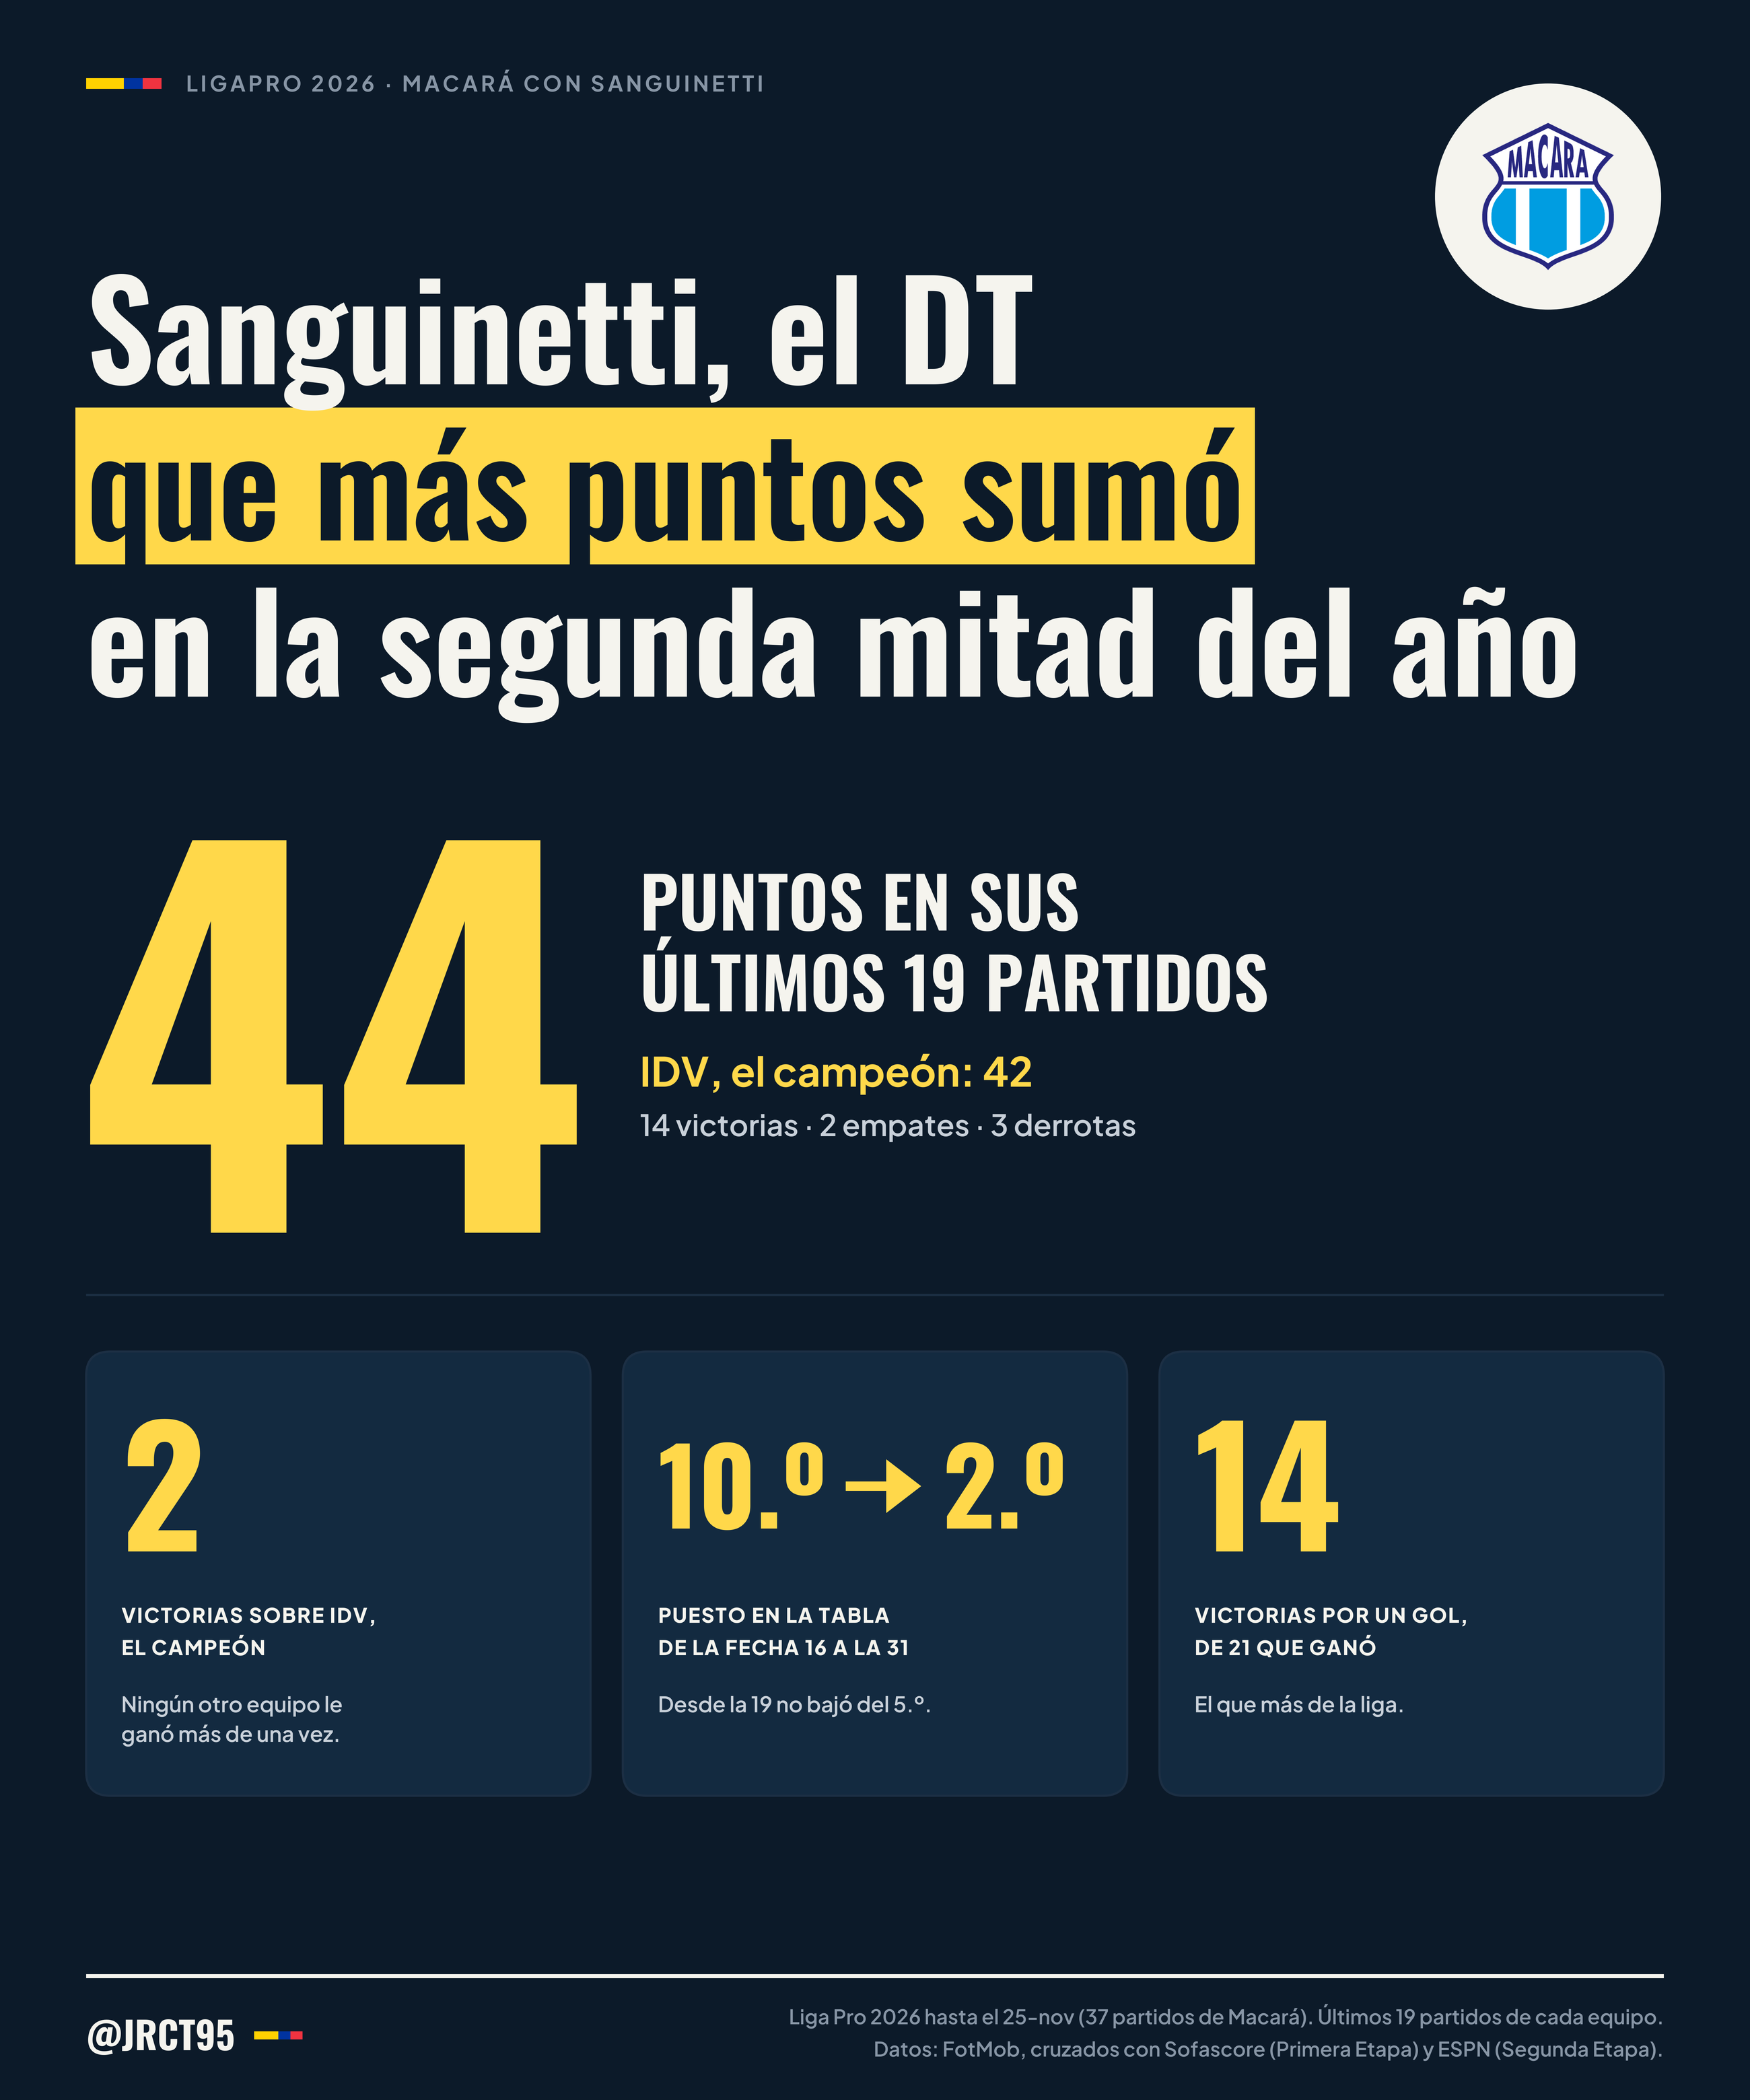 LIGAPRO 2026 · MACARÁ CON SANGUINETTI
MACARA
Sanguinetti, el DT
que más puntos sumó
en la segunda mitad del año
44
PUNTOS EN SUS
ÚLTIMOS 19 PARTIDOS
IDV, el campeón: 42
14 victorias · 2 empates · 3 derrotas
2
VICTORIAS SOBRE IDV,
EL CAMPEÓN
Ningún otro equipo le
ganó más de una vez.
10.º → 2.º
PUESTO EN LA TABLA
DE LA FECHA 16 A LA 31
Desde la 19 no bajó del 5.º.
14
VICTORIAS POR UN GOL,
DE 21 QUE GANÓ
El que más de la liga.
@JRCT95
Liga Pro 2026 hasta el 25-nov (37 partidos de Macará). Últimos 19 partidos de cada equipo.
Datos: FotMob, cruzados con Sofascore (Primera Etapa) y ESPN (Segunda Etapa).